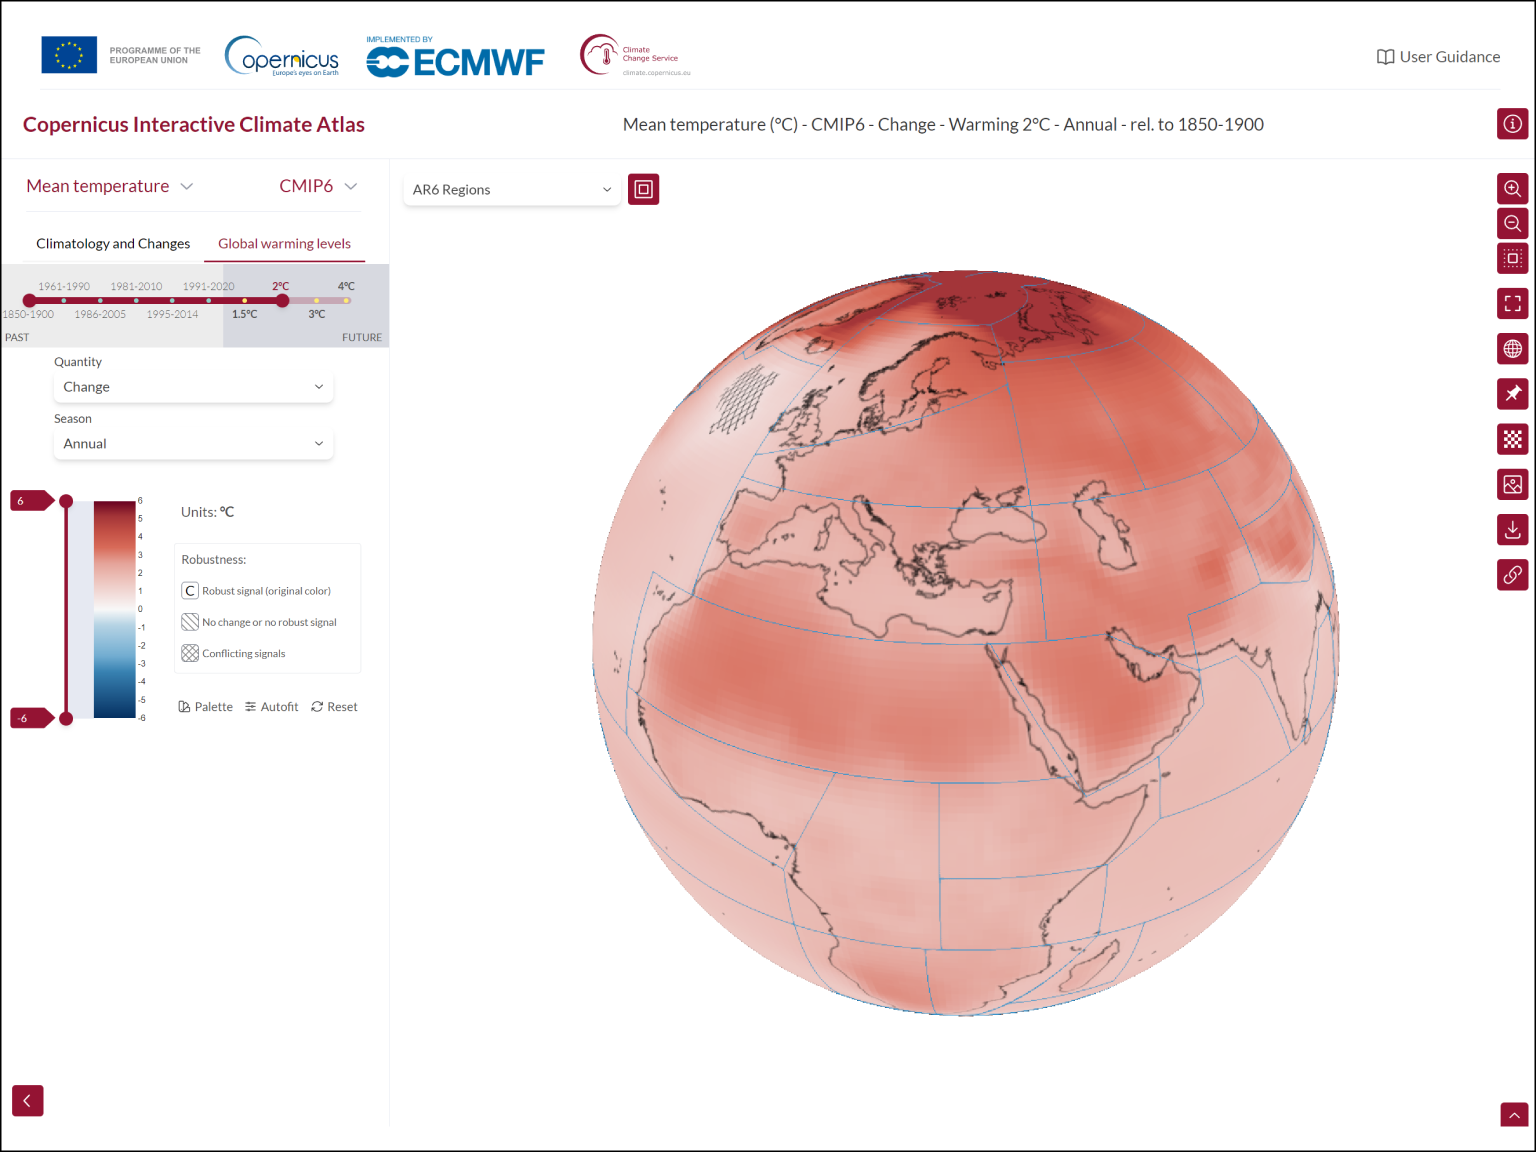 PROGRAMME OF THE
EUROPEAN UNION
opernicus
Europe's eyes on Earth
IMPLEMENTED BY
ECMWF
Climate
Change Service
climate.copernicus.eu
User Guidance
Copernicus Interactive Climate Atlas
Mean temperature (°C) - CMIP6 - Change - Warming 2°C - Annual - rel. to 1850-1900
Mean temperature
CMIP6
AR6 Regions
Climatology and Changes
Global warming levels
1961-1990 1981-2010 1991-2020 2°C 4°C
1850-1900 1986-2005 1995-2014 1.5°C 3°C
PAST
FUTURE
Quantity
Change
Season
Annual
6
-6
6
5
4
3
2
1
0
-1
-2
-3
-4
-5
-6
Units: °C
Robustness:
C Robust signal (original color)
No change or no robust signal
Conflicting signals
Palette Autofit Reset